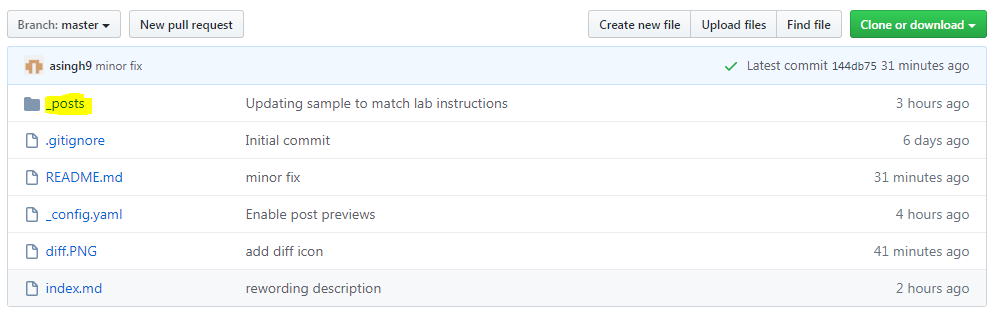 Branch: master New pull request Create new file Upload files Find file Clone or download
asingh9 minor fix Latest commit 144db75 31 minutes ago
_posts Updating sample to match lab instructions 3 hours ago
.gitignore Initial commit 6 days ago
README.md minor fix 31 minutes ago
_config.yaml Enable post previews 4 hours ago
diff.PNG add diff icon 41 minutes ago
index.md rewording description 2 hours ago